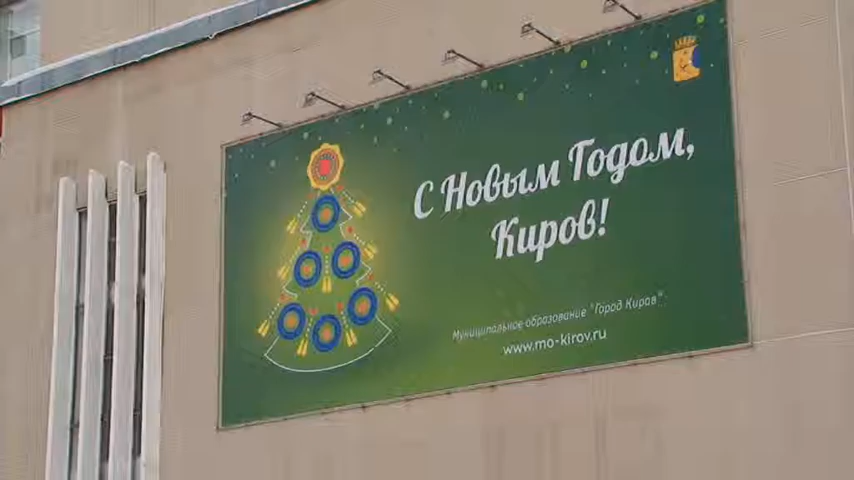 С Новым Годом,
Киров!
Муниципальное образование "Город Киров"
www.mo-kirov.ru